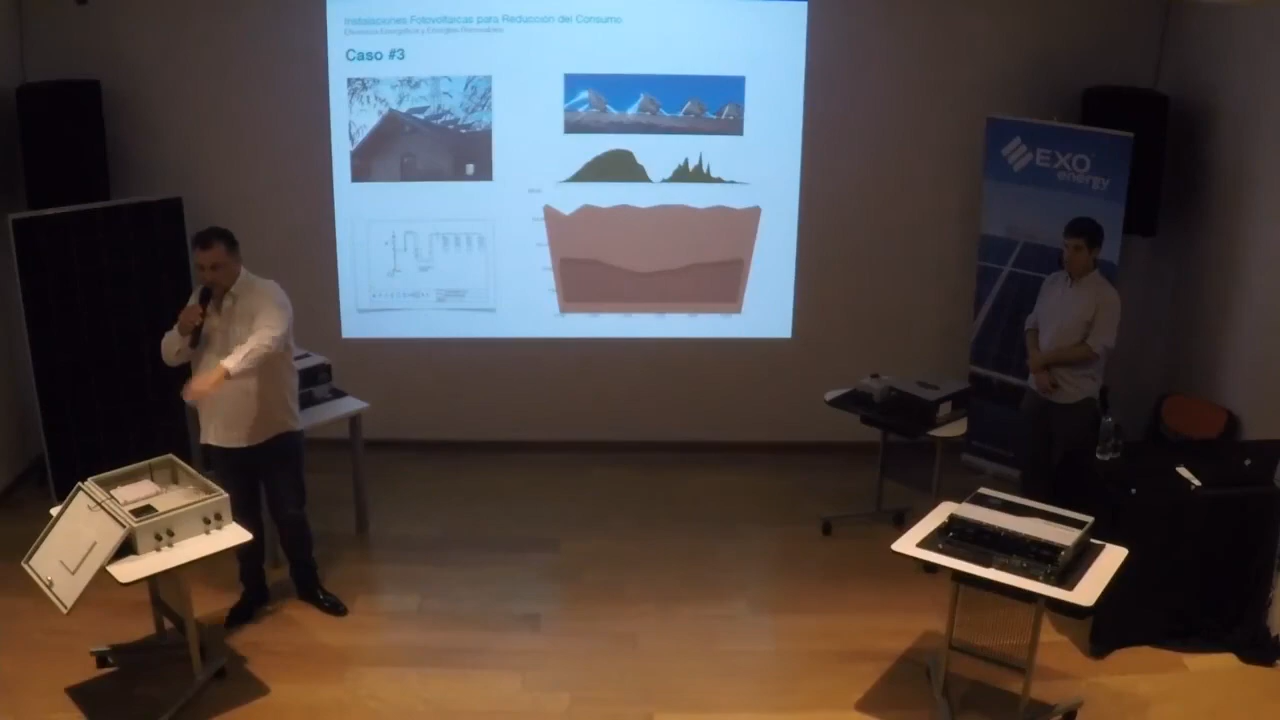 Instalaciones Fotovoltaicas para Reducción del Consumo
Eficiencia Energética y Energías Renovables
Caso #3
EXO
energy